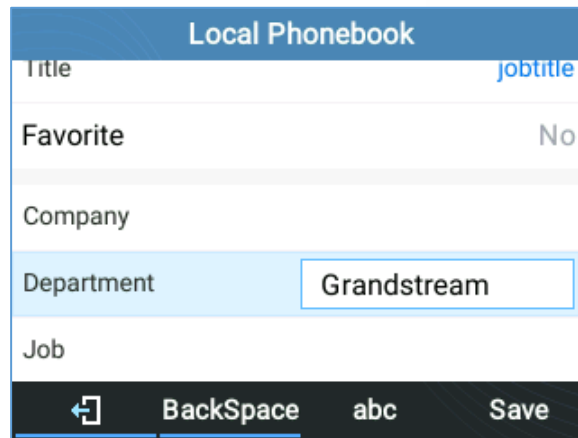 Local Phonebook
Title jobtitle
Favorite No
Company
Department Grandstream
Job
BackSpace abc Save